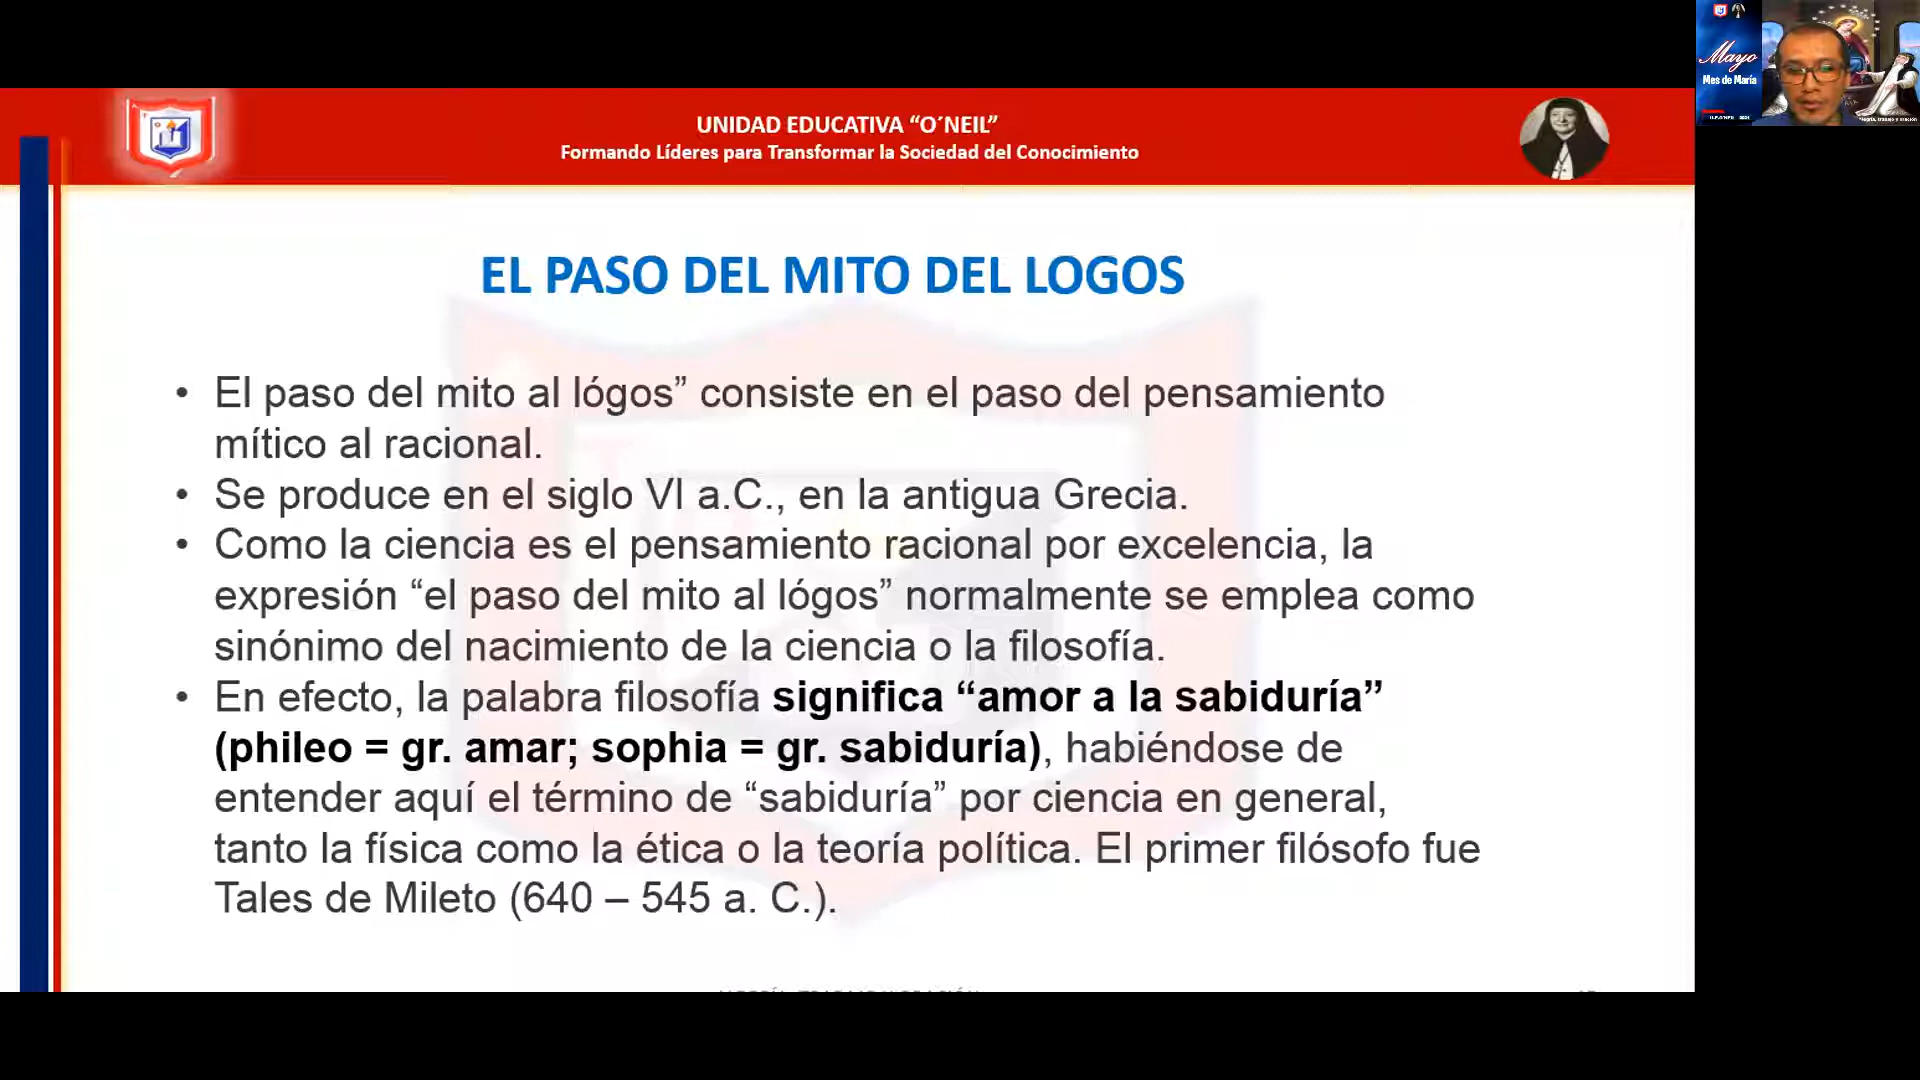 UNIDAD EDUCATIVA “O´NEIL”
Formando Líderes para Transformar la Sociedad del Conocimiento
Mayo
Mes de María
EL PASO DEL MITO DEL LOGOS
• El paso del mito al lógos” consiste en el paso del pensamiento
mítico al racional.
• Se produce en el siglo VI a.C., en la antigua Grecia.
• Como la ciencia es el pensamiento racional por excelencia, la
expresión “el paso del mito al lógos” normalmente se emplea como
sinónimo del nacimiento de la ciencia o la filosofía.
• En efecto, la palabra filosofía significa “amor a la sabiduría”
(phileo = gr. amar; sophia = gr. sabiduría), habiéndose de
entender aquí el término de “sabiduría” por ciencia en general,
tanto la física como la ética o la teoría política. El primer filósofo fue
Tales de Mileto (640 – 545 a. C.).